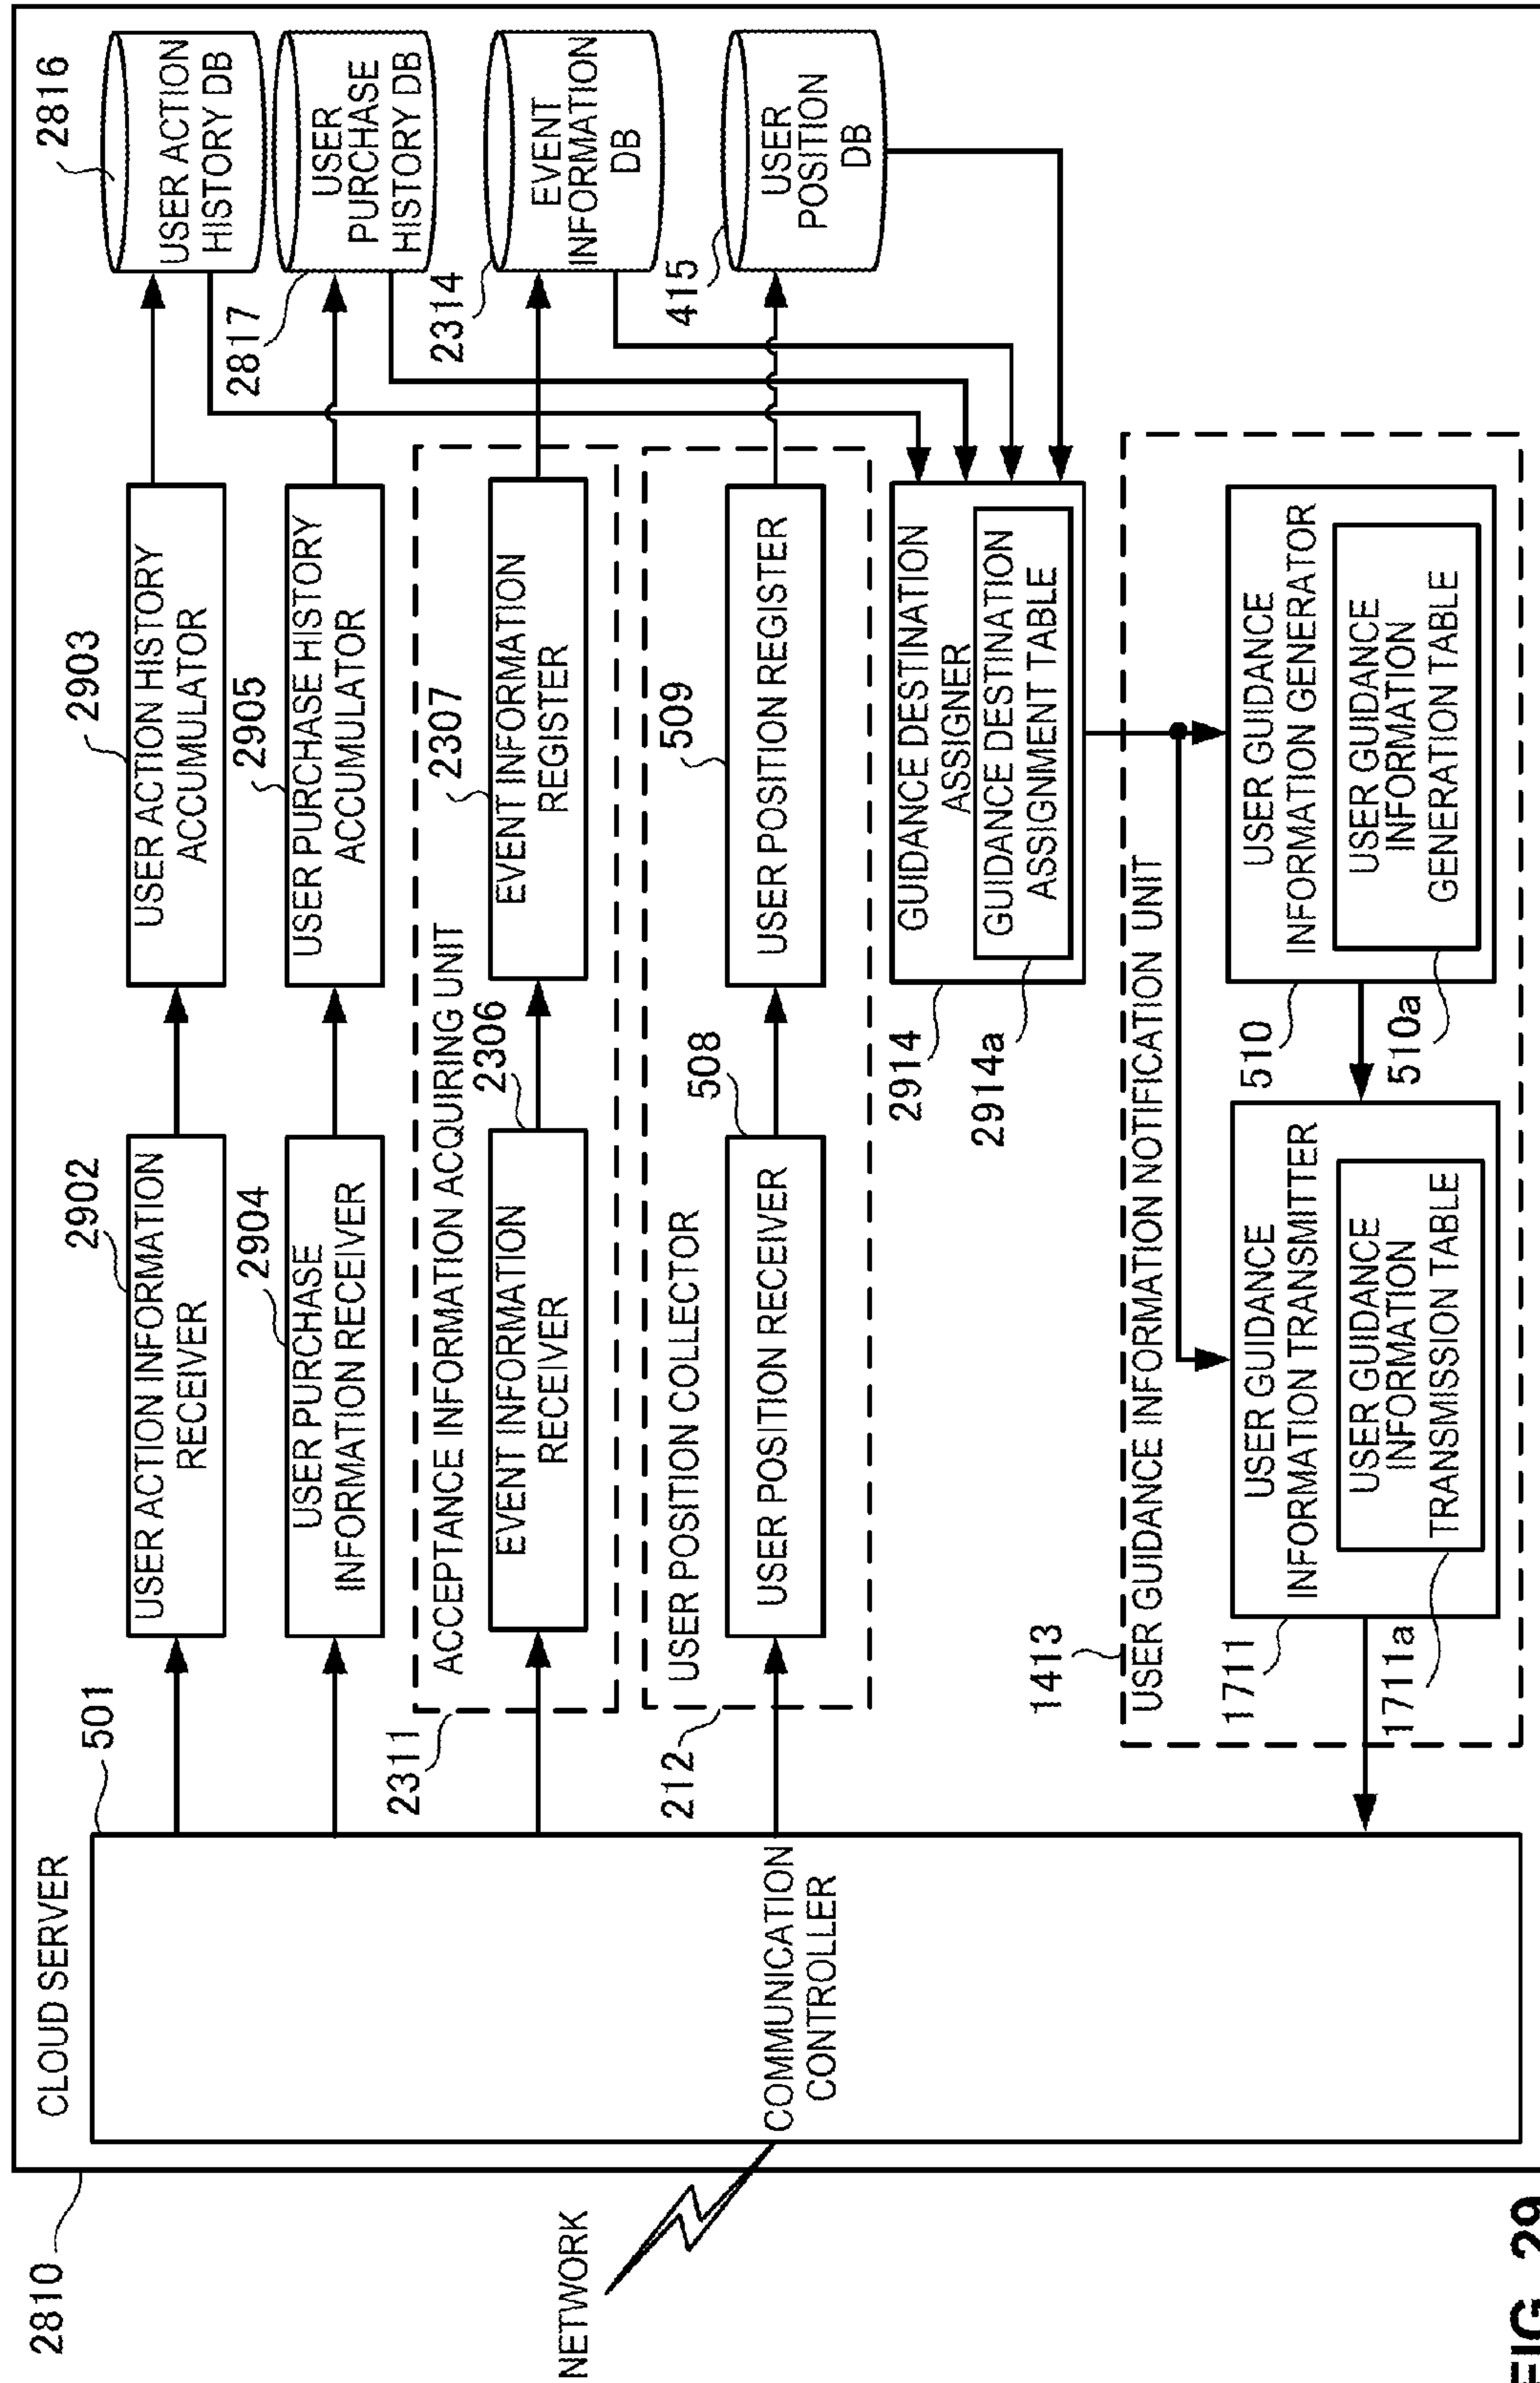 2810
CLOUD SERVER
501
NETWORK
COMMUNICATION
CONTROLLER
2902
USER ACTION INFORMATION
RECEIVER
2903
USER ACTION HISTORY
ACCUMULATOR
2816
USER ACTION
HISTORY DB
2904
USER PURCHASE
INFORMATION RECEIVER
2905
USER PURCHASE HISTORY
ACCUMULATOR
2817
USER
PURCHASE
HISTORY DB
2311
ACCEPTANCE INFORMATION ACQUIRING UNIT
2306
EVENT INFORMATION
RECEIVER
2307
EVENT INFORMATION
REGISTER
2314
EVENT
INFORMATION
DB
212
USER POSITION COLLECTOR
508
USER POSITION RECEIVER
509
USER POSITION REGISTER
415
USER
POSITION
DB
2914
GUIDANCE DESTINATION
ASSIGNER
2914a
GUIDANCE DESTINATION
ASSIGNMENT TABLE
1413
USER GUIDANCE INFORMATION NOTIFICATION UNIT
1711
USER GUIDANCE
INFORMATION TRANSMITTER
1711a
USER GUIDANCE
INFORMATION
TRANSMISSION TABLE
510
USER GUIDANCE
INFORMATION GENERATOR
510a
USER GUIDANCE
INFORMATION
GENERATION TABLE
FIG. 29